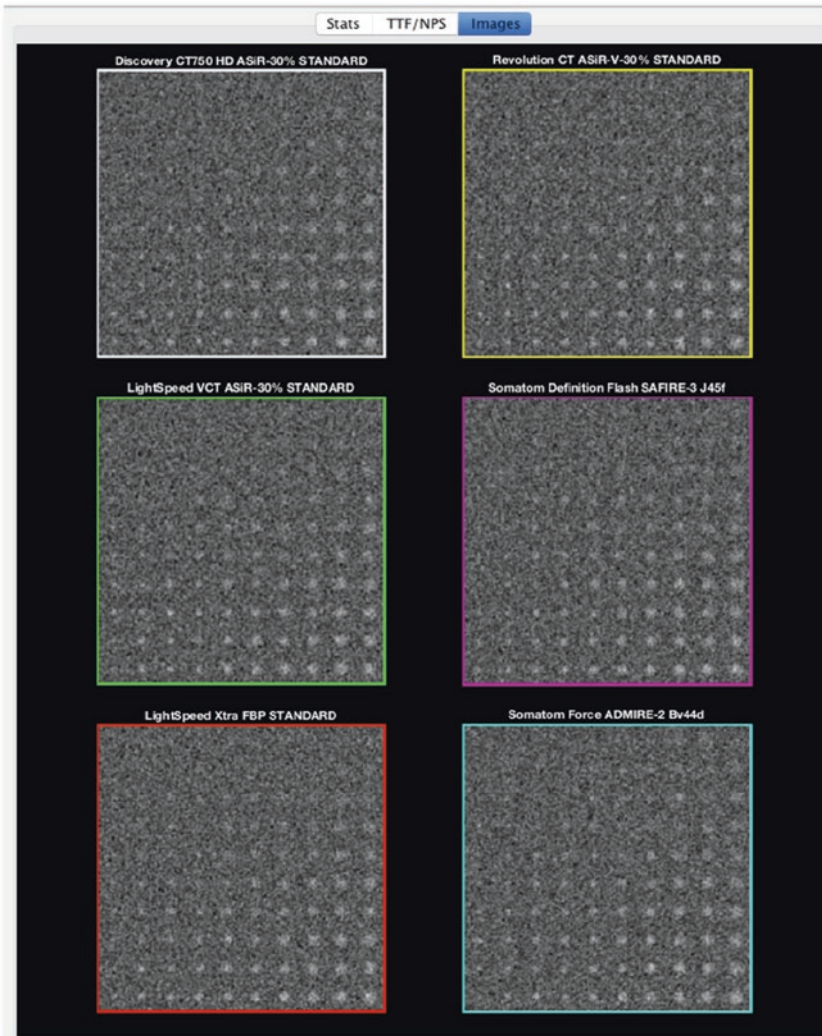 Stats TTF/NPS Images
Discovery CT750 HD ASiR-30% STANDARD
Revolution CT ASiR-V-30% STANDARD
LightSpeed VCT ASiR-30% STANDARD
Somatom Definition Flash SAFIRE-3 J45f
LightSpeed Xtra FBP STANDARD
Somatom Force ADMIRE-2 Bv44d